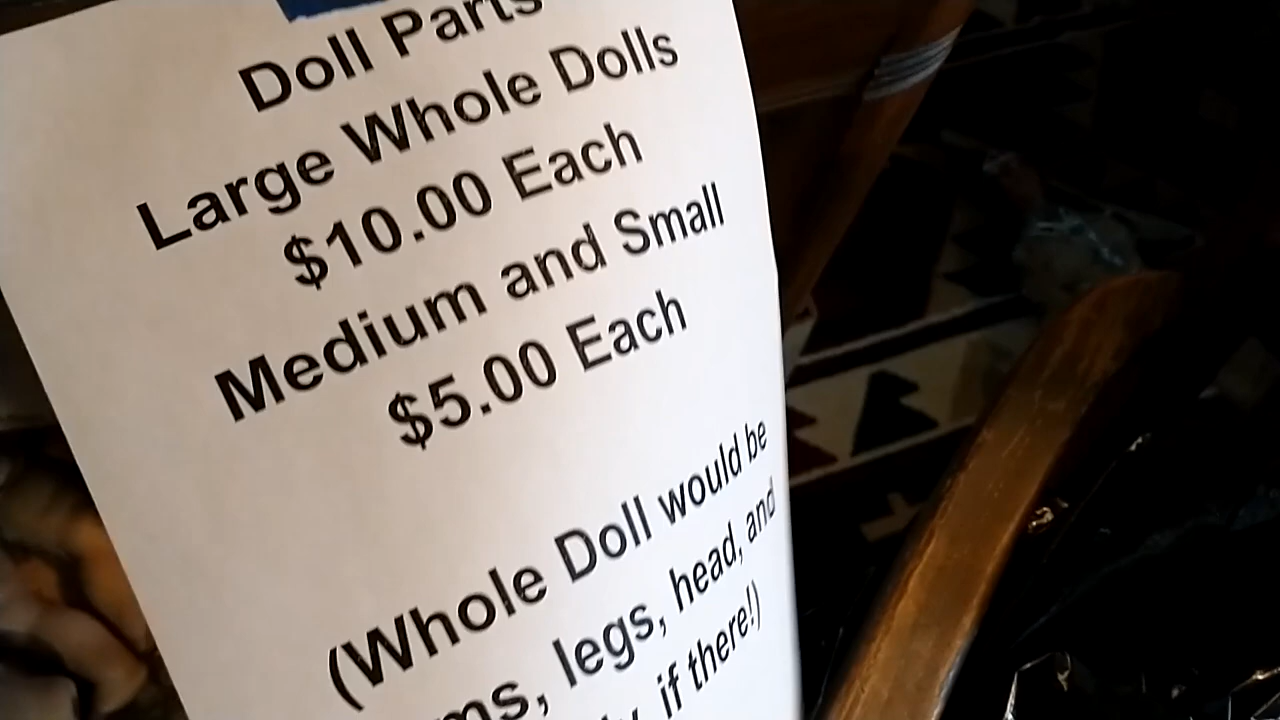 Doll Parts
Large Whole Dolls
$10.00 Each
Medium and Small
$5.00 Each
(Whole Doll would be
legs, head, and
if there!)